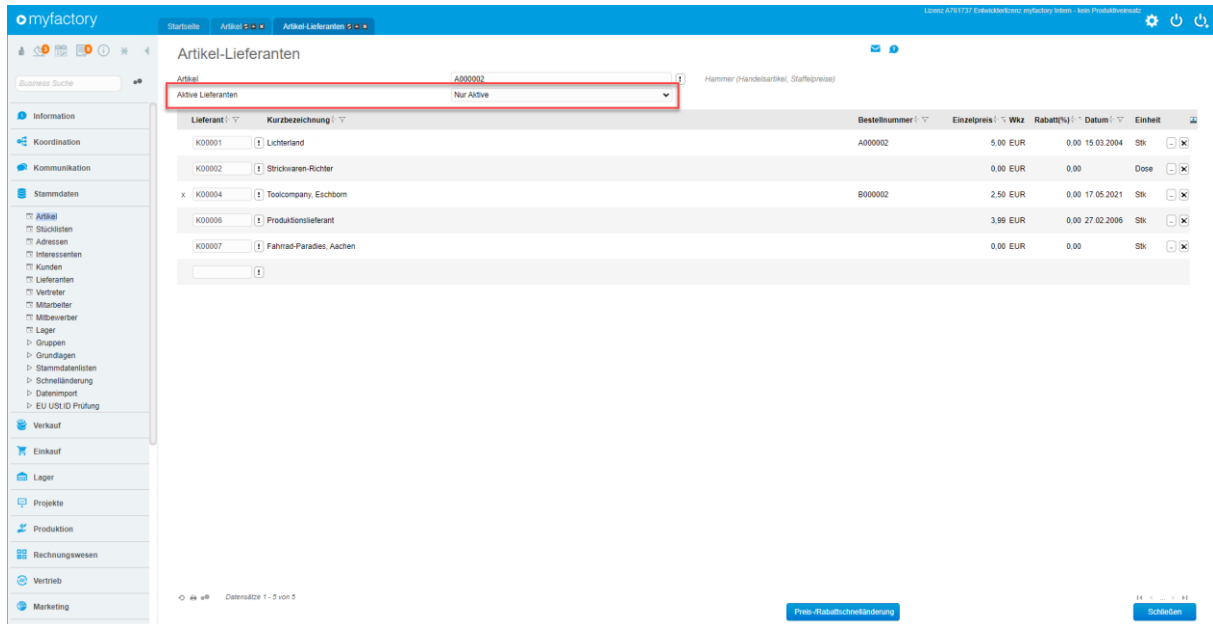 myfactory
Lizenz A761737 Entwicklerlizenz myfactory Intern - kein Produktiveinsatz
Startseite Artikel Artikel-Lieferanten
Artikel-Lieferanten
Business Suche
Artikel A000002 Hammer (Handelsartikel, Staffelpreise)
Aktive Lieferanten Nur Aktive
Lieferant Kurzbezeichnung Bestellnummer Einzelpreis Wkz Rabatt(%) Datum Einheit
K00001 Lichterland A000002 5,00 EUR 0,00 15.03.2004 Stk
K00002 Strickwaren-Richter 0,00 EUR 0,00 Dose
x K00004 Toolcompany, Eschborn B000002 2,50 EUR 0,00 17.05.2021 Stk
K00006 Produktionslieferant 3,99 EUR 0,00 27.02.2006 Stk
K00007 Fahrrad-Paradies, Aachen 0,00 EUR 0,00 Stk
Information
Koordination
Kommunikation
Stammdaten
Artikel
Stücklisten
Adressen
Interessenten
Kunden
Lieferanten
Vertreter
Mitarbeiter
Mitbewerber
Lager
Gruppen
Grundlagen
Stammdatenlisten
Schnelländerung
Datenimport
EU USt.ID Prüfung
Verkauf
Einkauf
Lager
Projekte
Produktion
Rechnungswesen
Vertrieb
Marketing
Datensätze 1 - 5 von 5
Preis-/Rabattschnelländerung
Schließen